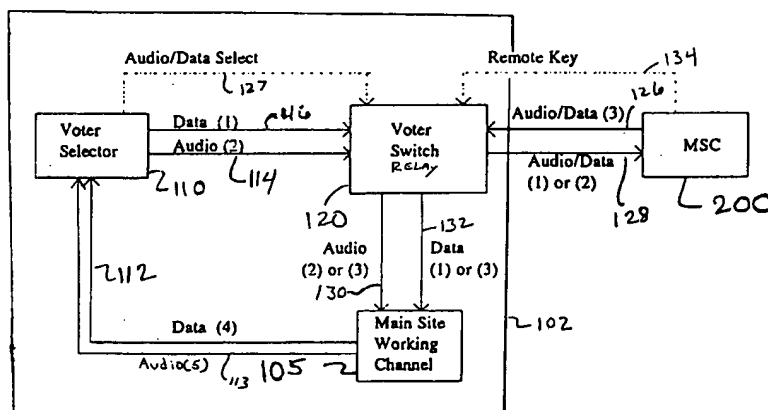 Audio/Data Select
127
Remote Key
134
126
Voter
Selector
110
Data (1)
Audio (2)
114
Voter
Switch
RELAY
120
Audio/Data (3)
Audio/Data
(1) or (2)
128
MSC
200
132
Audio
(2) or (3)
130
Data
(1) or (3)
112
Data (4)
Audio(5)
113
105
Main Site
Working
Channel
102